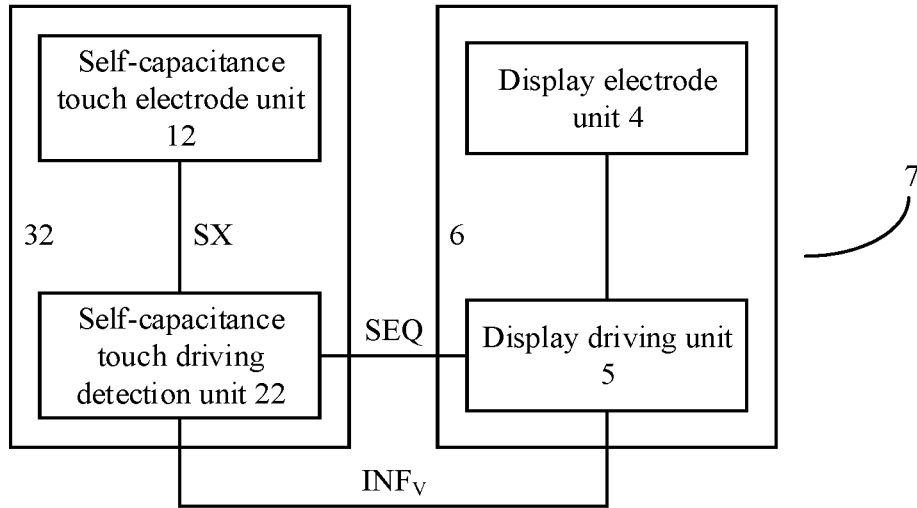 Self-capacitance
touch electrode unit
12
Display electrode
unit 4
7
32
SX
6
Self-capacitance
touch driving
detection unit 22
SEQ
Display driving unit
5
INFV